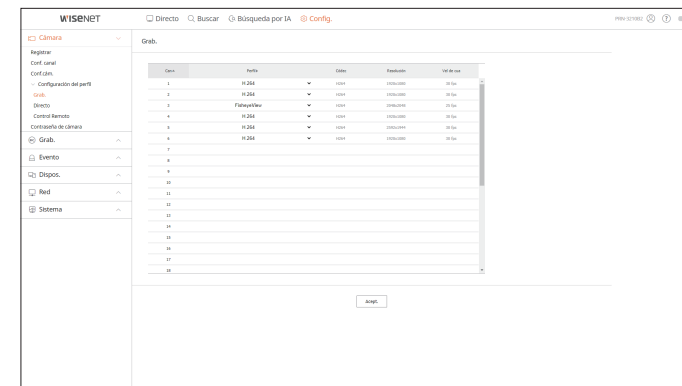 WISENET
Directo
Buscar
Búsqueda por IA
Config.
Cámara
Registrar
Conf. canal
Conf.cám.
Configuración del perfil
Grab.
Directo
Control Remoto
Contraseña de cámara
Grab.
Evento
Dispos.
Red
Sistema
Grab.
Perfil
Códec
Resolución
1 H.264 H264
2 H.264 H264
3 FisheyeView H264
4 H.264 H264
5 H.264 H264
6 H.264 H264
7
8
9
10
11
12
13
14
15
16
17
18
Acept.